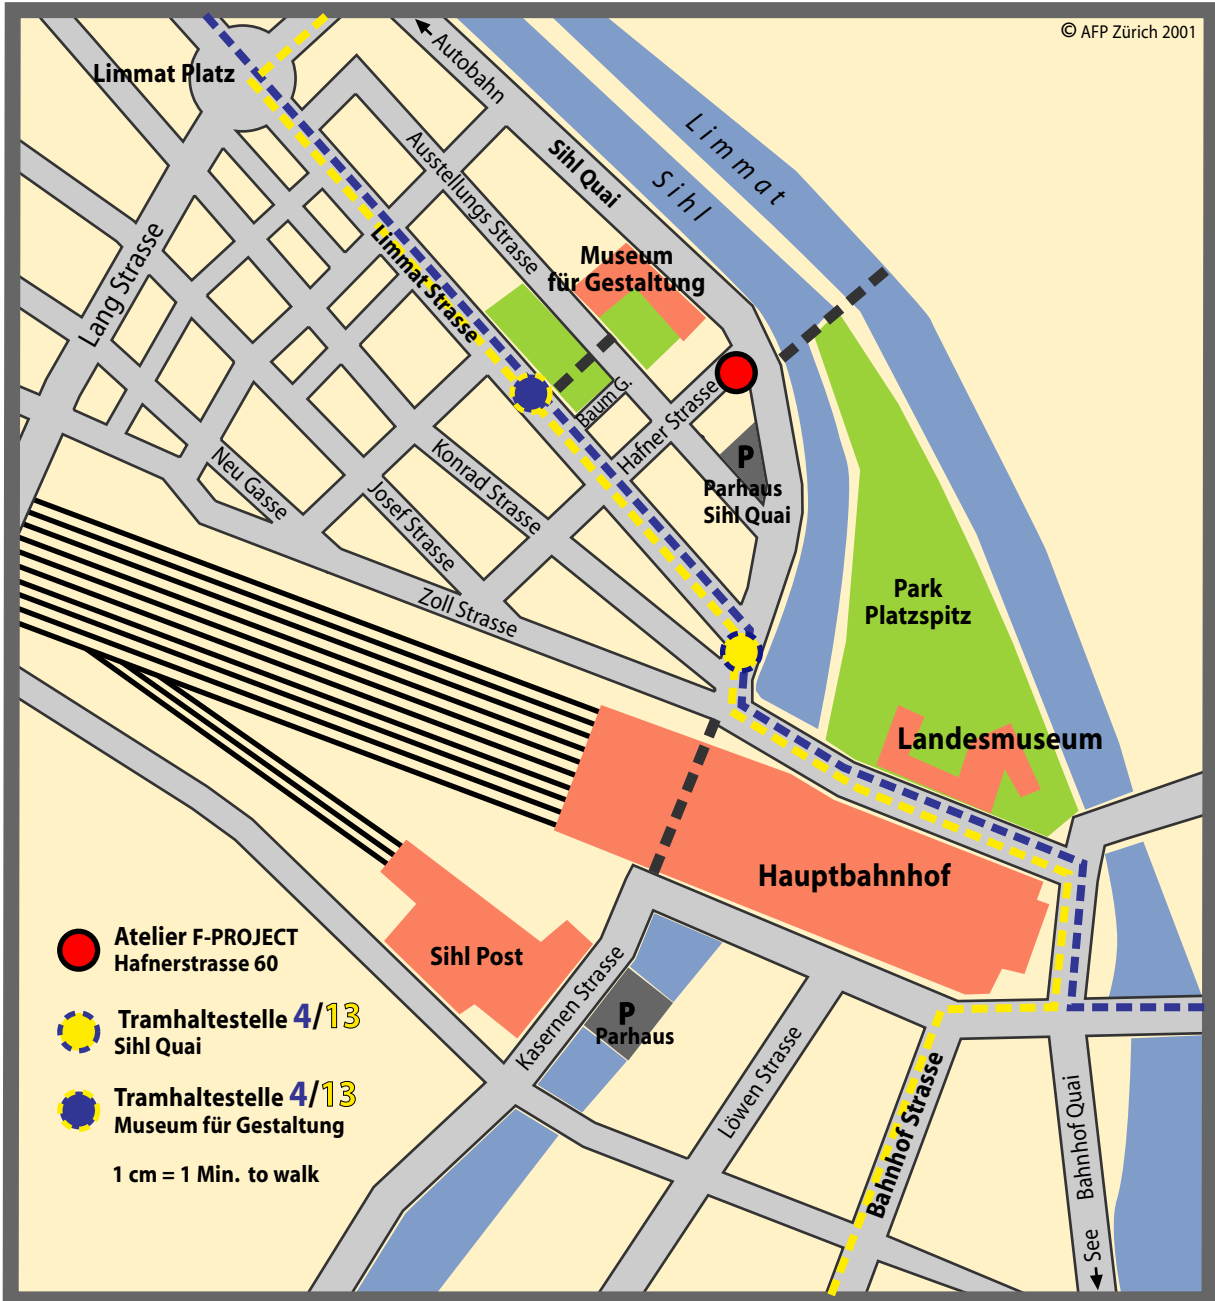 © AFP Zürich 2001
Limmat Platz
Autobahn
Limmat
Sihl Quai
Sihl
Ausstellungs Strasse
Museum
für Gestaltung
Lang Strasse
Limmat Strasse
Baum G.
Hafner Strasse
Neu Gasse
Konrad Strasse
Josef Strasse
P
Parhaus
Sihl Quai
Zoll Strasse
Park
Platzspitz
Landesmuseum
Hauptbahnhof
Sihl Post
Kasernen Strasse
P
Parhaus
Löwen Strasse
Bahnhof Strasse
Bahnhof Quai
See
Atelier F-PROJECT
Hafnerstrasse 60
Tramhaltestelle 4/13
Sihl Quai
Tramhaltestelle 4/13
Museum für Gestaltung
1 cm = 1 Min. to walk